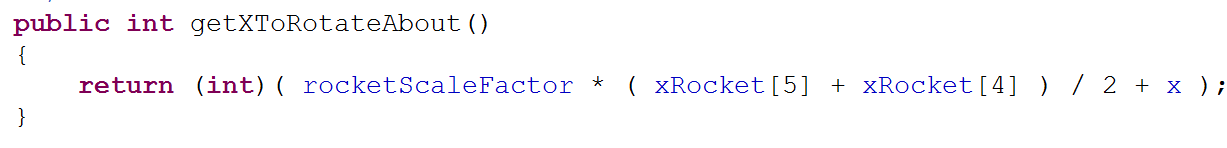 public int getXToRotateAbout()
{
    return (int)( rocketScaleFactor * ( xRocket[5] + xRocket[4] ) / 2 + x );
}